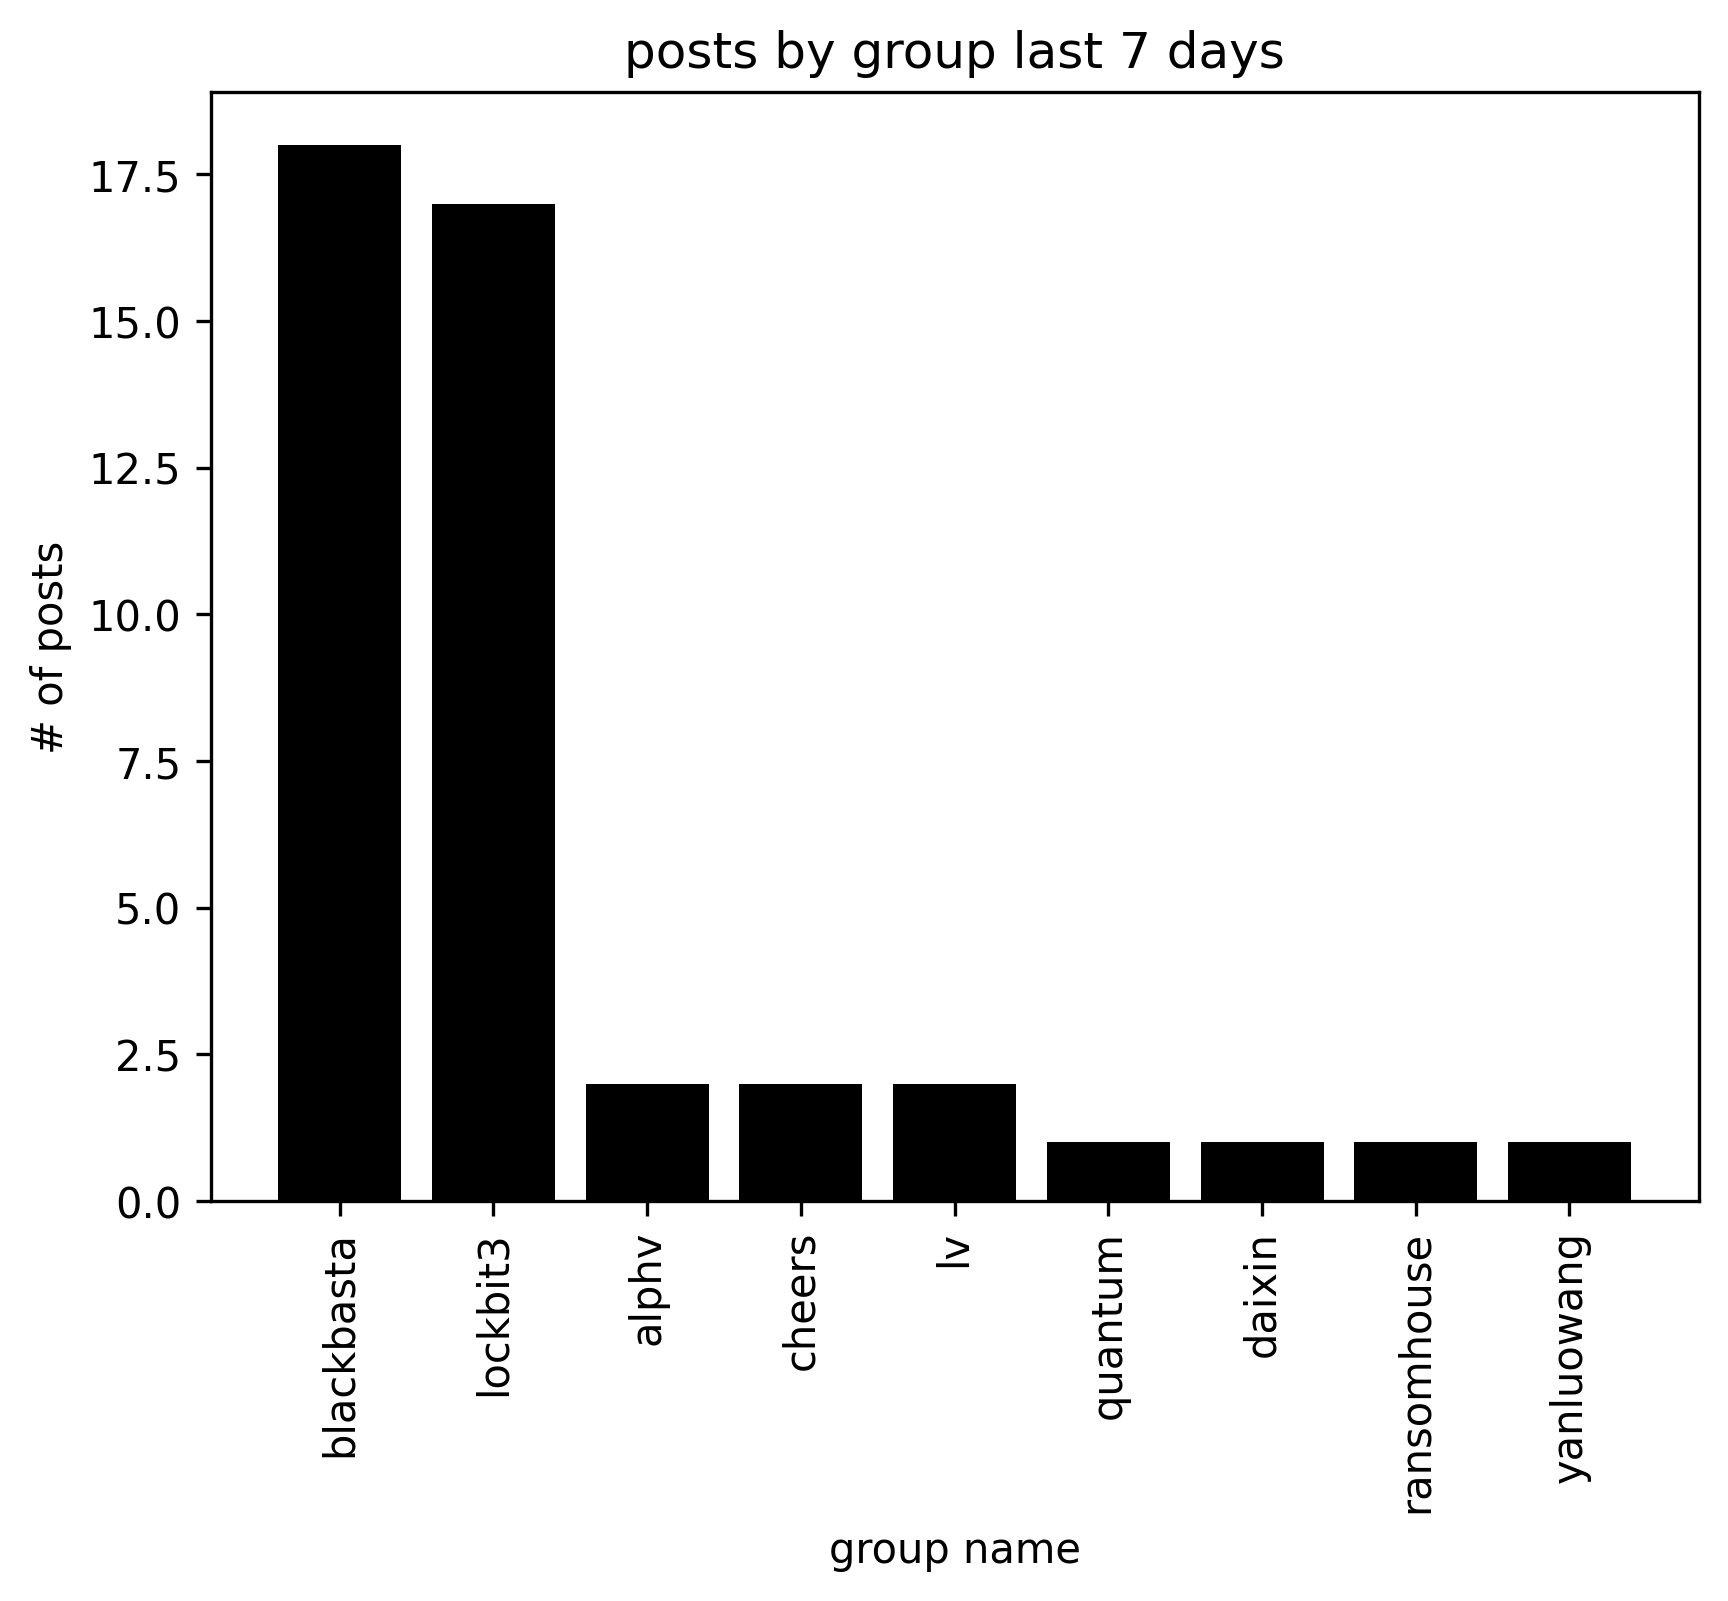 posts by group last 7 days
# of posts
17.5
15.0
12.5
10.0
7.5
5.0
2.5
0.0
blackbasta
lockbit3
alphv
cheers
lv
quantum
daixin
ransomhouse
yanluowang
group name